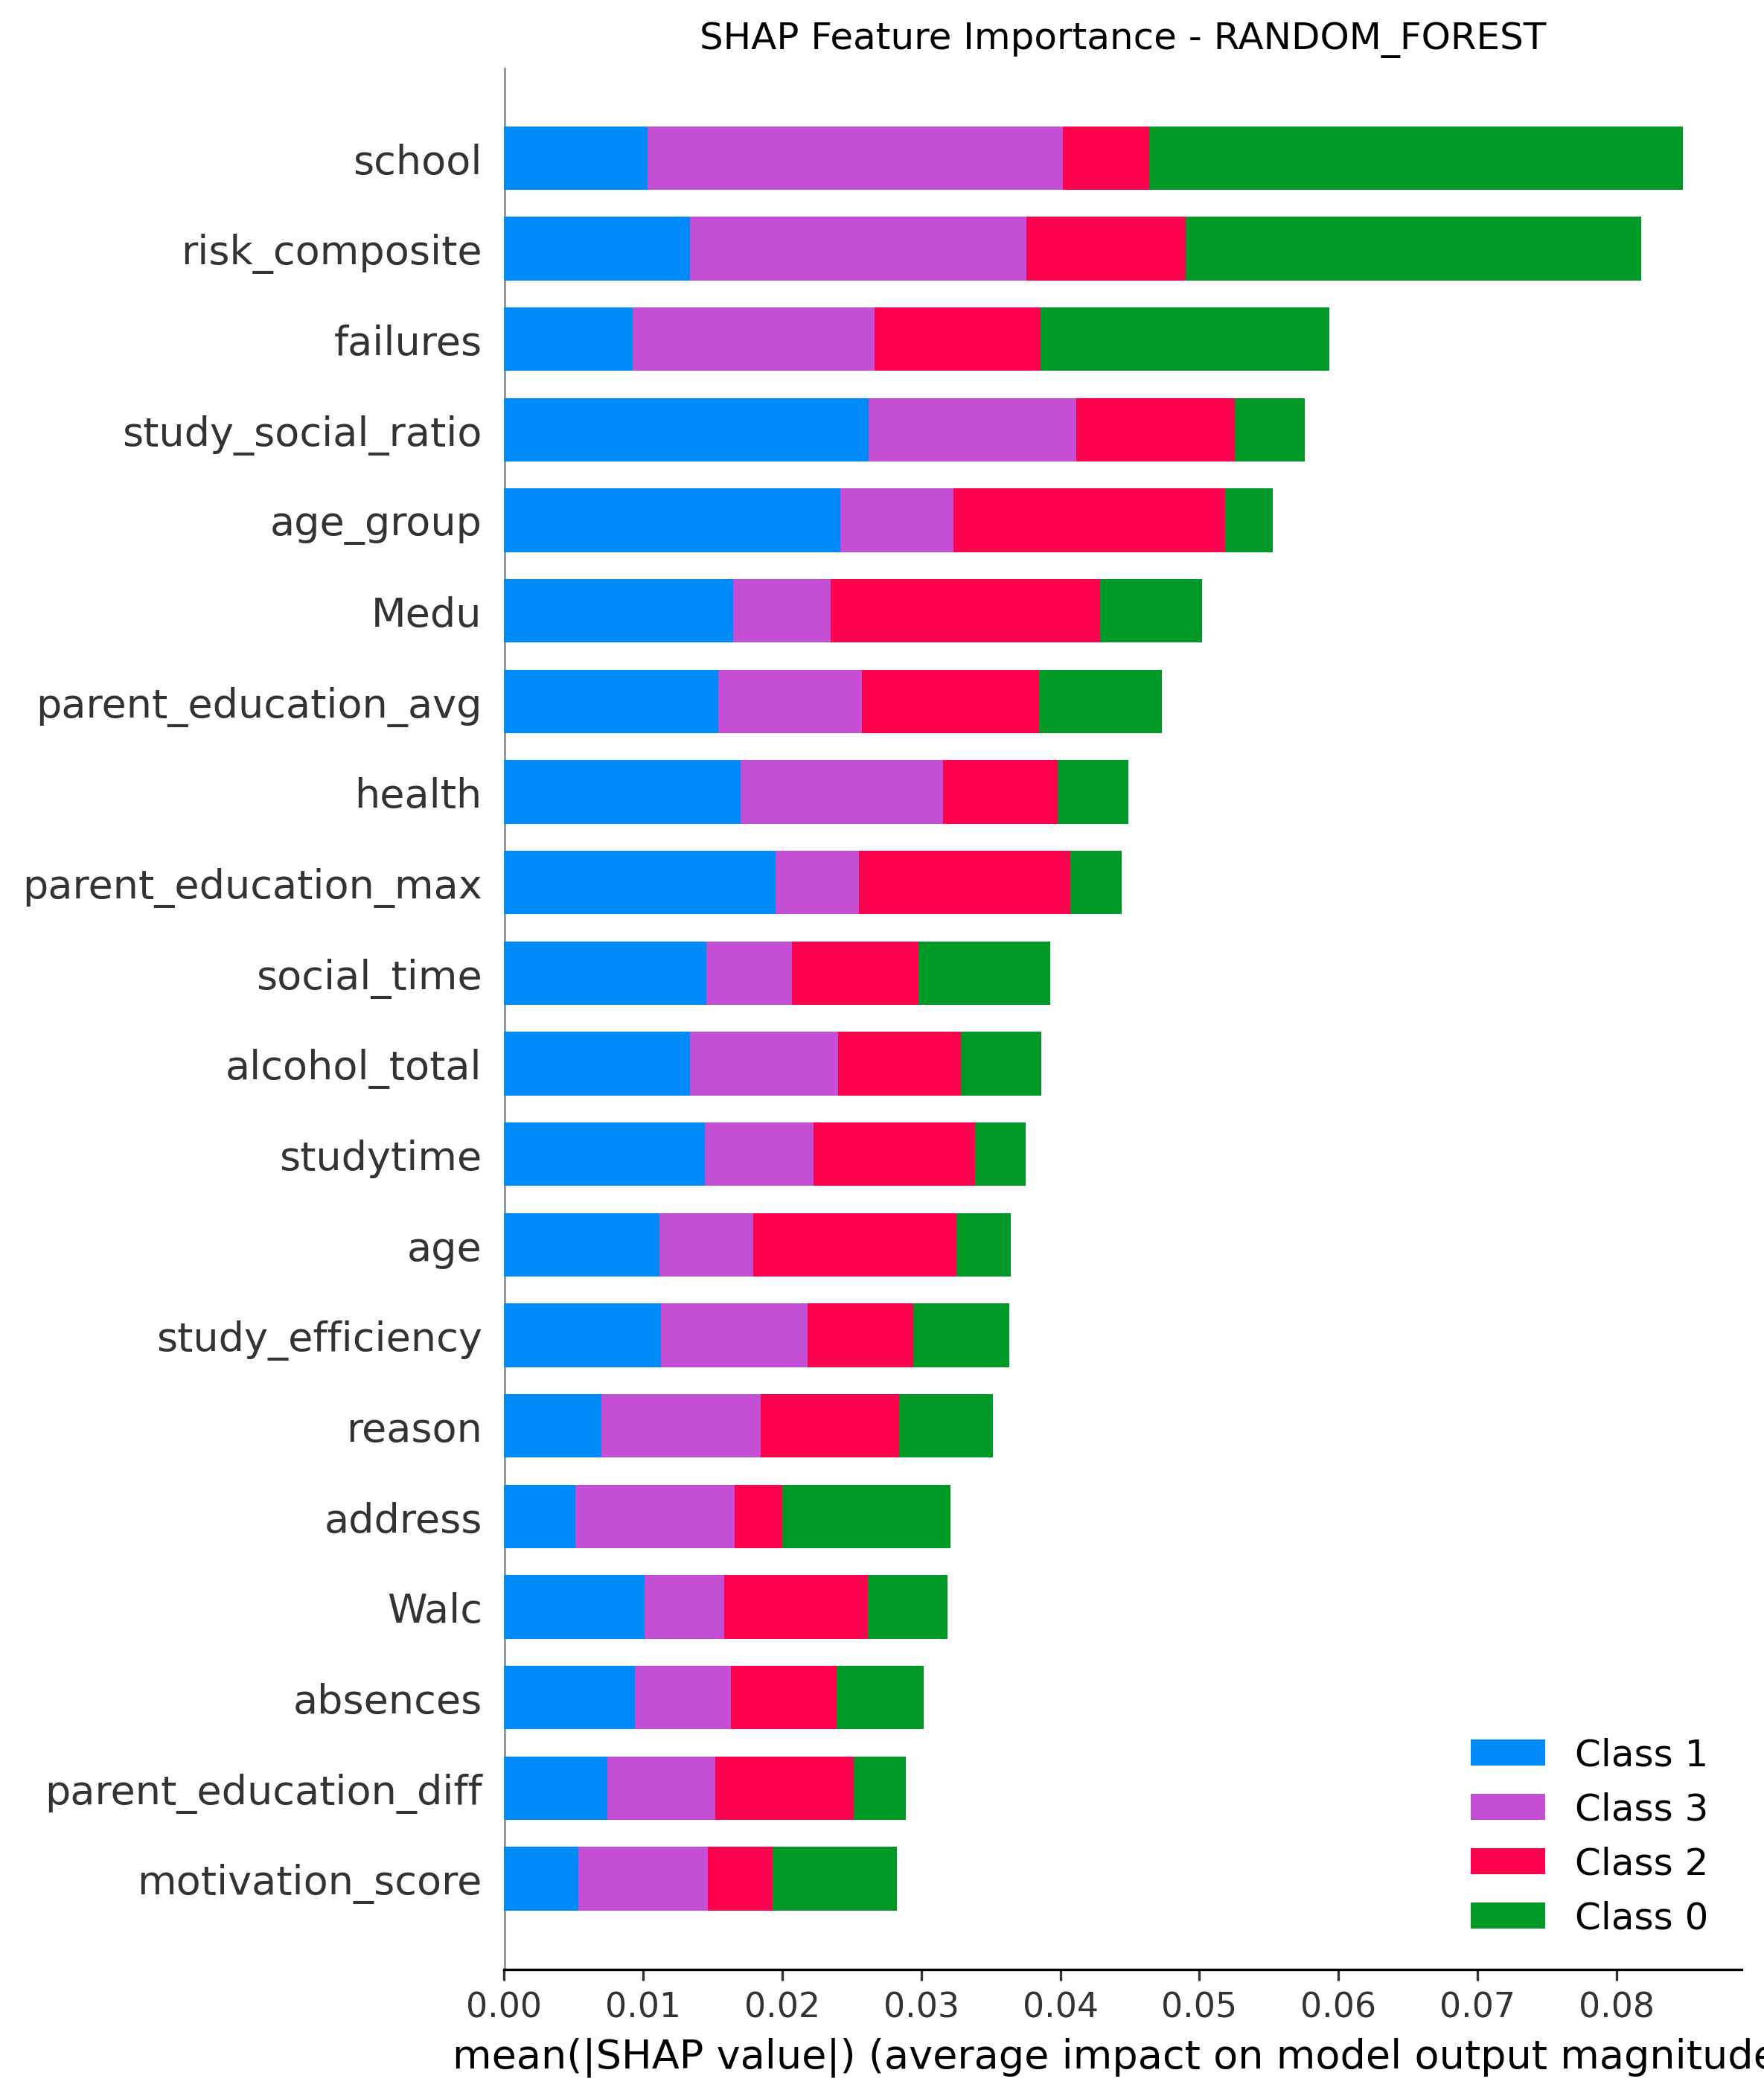 SHAP Feature Importance - RANDOM_FOREST
school
risk_composite
failures
study_social_ratio
age_group
Medu
parent_education_avg
health
parent_education_max
social_time
alcohol_total
studytime
age
study_efficiency
reason
address
Walc
absences
parent_education_diff
motivation_score
Class 1
Class 3
Class 2
Class 0
0.00 0.01 0.02 0.03 0.04 0.05 0.06 0.07 0.08
mean(|SHAP value|) (average impact on model output magnitude